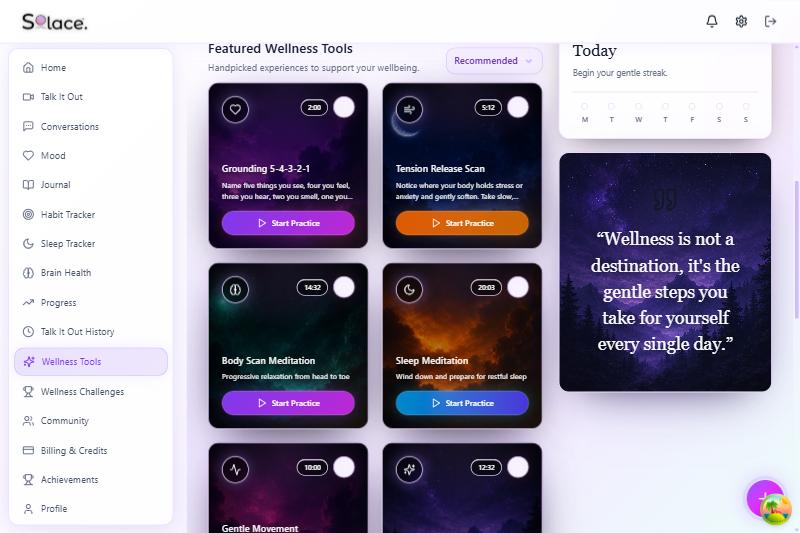 Solace.
Home
Talk It Out
Conversations
Mood
Journal
Habit Tracker
Sleep Tracker
Brain Health
Progress
Talk It Out History
Wellness Tools
Wellness Challenges
Community
Billing & Credits
Achievements
Profile
Featured Wellness Tools
Handpicked experiences to support your wellbeing.
Recommended
2:00
Grounding 5-4-3-2-1
Name five things you see, four you feel,
three you hear, two you smell, one you...
Start Practice
5:12
Tension Release Scan
Notice where your body holds stress or
anxiety and gently soften. Take slow,...
Start Practice
14:32
Body Scan Meditation
Progressive relaxation from head to toe
Start Practice
20:03
Sleep Meditation
Wind down and prepare for restful sleep
Start Practice
10:00
Gentle Movement
12:32
Today
Begin your gentle streak.
M T W T F S S
“Wellness is not a
destination, it's the
gentle steps you
take for yourself
every single day.”